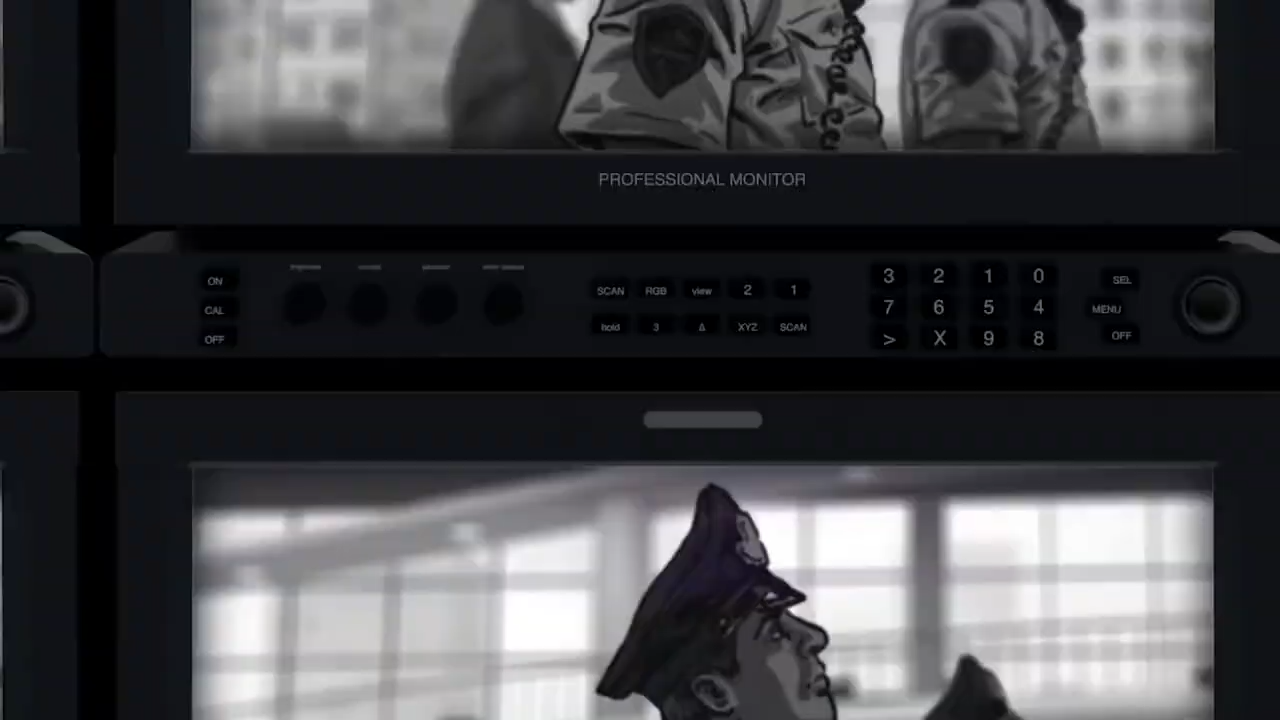 PROFESSIONAL MONITOR
ON
CAL
OFF
SCAN RGB view 2 1
hold 3 Δ XYZ SCAN
3 2 1 0
7 6 5 4
> X 9 8
SEL
MENU
OFF